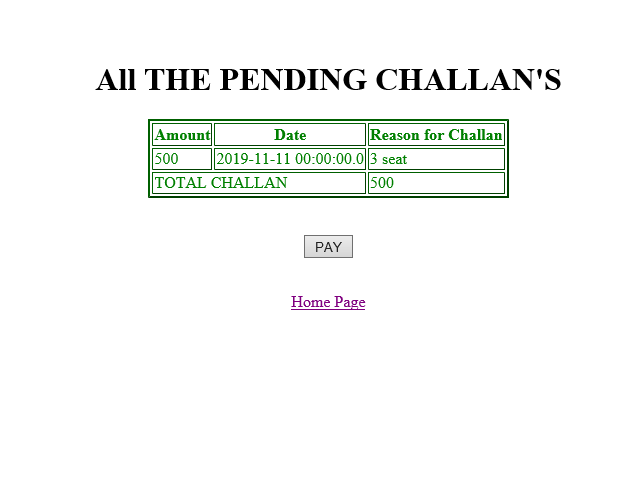 All THE PENDING CHALLAN'S
Amount Date Reason for Challan
500 2019-11-11 00:00:00.0 3 seat
TOTAL CHALLAN 500
PAY
Home Page